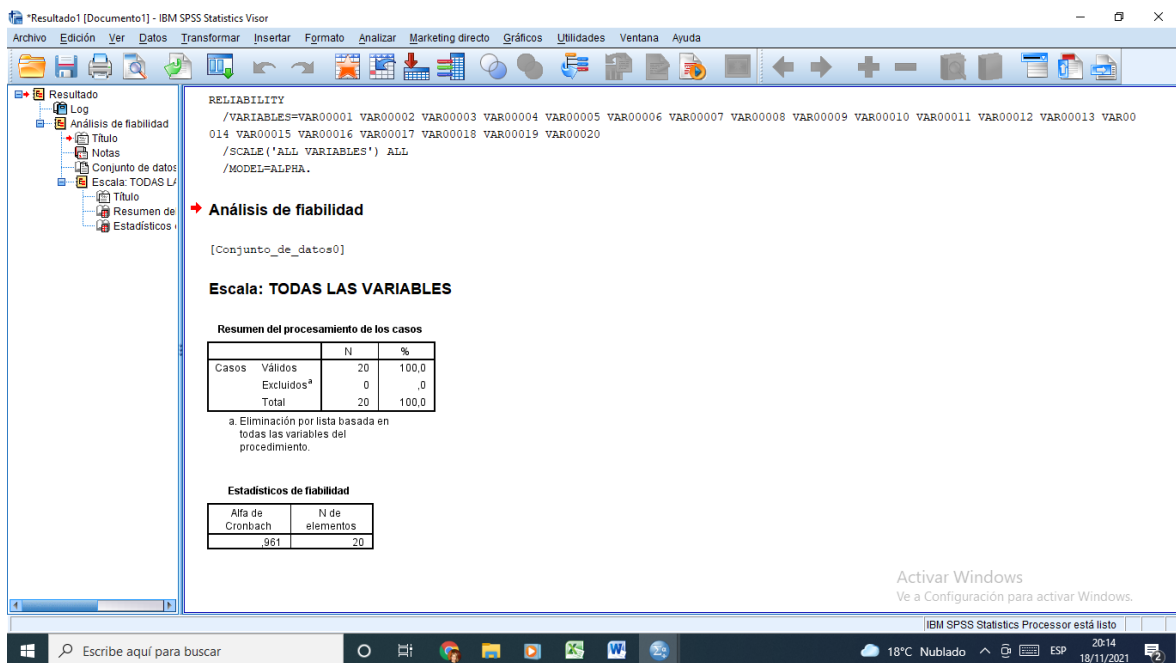 *Resultado1 [Documento1] - IBM SPSS Statistics Visor
Archivo Edición Ver Datos Transformar Insertar Formato Analizar Marketing directo Gráficos Utilidades Ventana Ayuda
Resultado
Log
Análisis de fiabilidad
Título
Notas
Conjunto de datos
Escala: TODAS LA
Título
Resumen de
Estadísticos
RELIABILITY
/VARIABLES=VAR00001 VAR00002 VAR00003 VAR00004 VAR00005 VAR00006 VAR00007 VAR00008 VAR00009 VAR00010 VAR00011 VAR00012 VAR00013 VAR00
014 VAR00015 VAR00016 VAR00017 VAR00018 VAR00019 VAR00020
/SCALE('ALL VARIABLES') ALL
/MODEL=ALPHA.
Análisis de fiabilidad
[Conjunto_de_datos0]
Escala: TODAS LAS VARIABLES
Resumen del procesamiento de los casos
N %
Casos Válidos 20 100,0
Excluidosª 0 ,0
Total 20 100,0
a. Eliminación por lista basada en
todas las variables del
procedimiento.
Estadísticos de fiabilidad
Alfa de N de
Cronbach elementos
,961 20
Activar Windows
Ve a Configuración para activar Windows.
IBM SPSS Statistics Processor está listo
Escribe aquí para buscar
18°C Nublado
ESP
20:14
18/11/2021